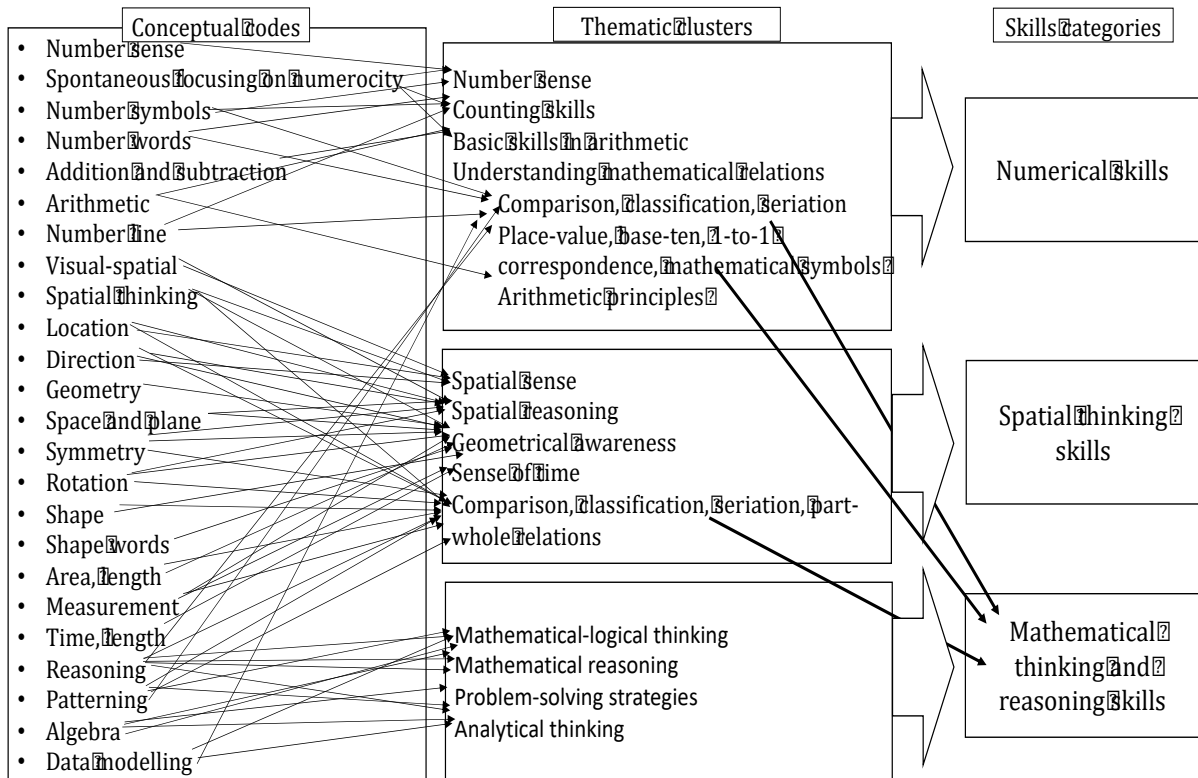 Conceptual codes
Number sense
Spontaneous focusing on numerocity
Number symbols
Number words
Addition and subtraction
Arithmetic
Number line
Visual-spatial
Spatial thinking
Location
Direction
Geometry
Space and plane
Symmetry
Rotation
Shape
Shape words
Area, length
Measurement
Time, length
Reasoning
Patterning
Algebra
Data modelling
Thematic clusters
Number sense
Counting skills
Basic skills in arithmetic
Understanding mathematical relations
Comparison, classification, seriation
Place-value, base-ten, 1-to-1
correspondence, mathematical symbols
Arithmetic principles
Spatial sense
Spatial reasoning
Geometrical awareness
Sense of time
Comparison, classification, seriation, part-
whole relations
Mathematical-logical thinking
Mathematical reasoning
Problem-solving strategies
Analytical thinking
Skills categories
Numerical skills
Spatial thinking
skills
Mathematical
thinking and
reasoning skills